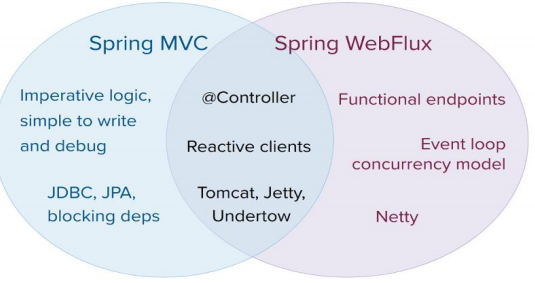 Spring MVC
Spring WebFlux
Imperative logic,
simple to write
and debug
JDBC, JPA,
blocking deps
@Controller
Reactive clients
Tomcat, Jetty,
Undertow
Functional endpoints
Event loop
concurrency model
Netty